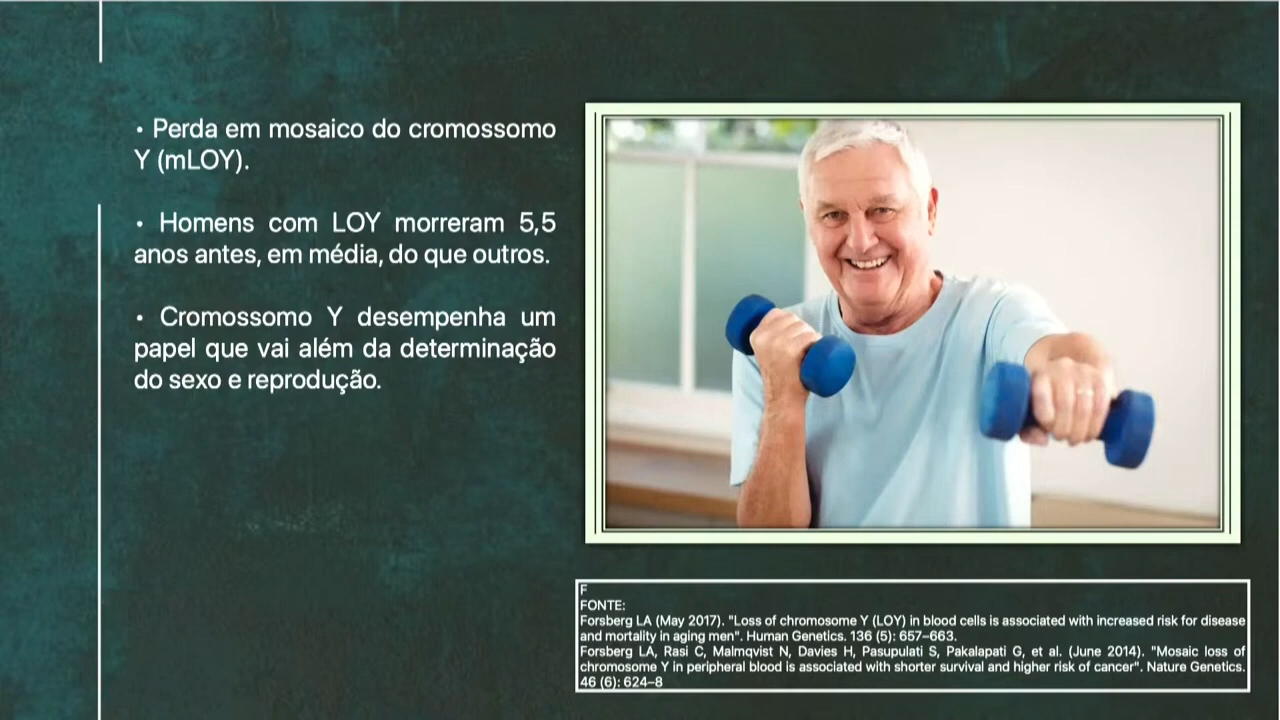 • Perda em mosaico do cromossomo
Y (mLOY).
• Homens com LOY morreram 5,5
anos antes, em média, do que outros.
• Cromossomo Y desempenha um
papel que vai além da determinação
do sexo e reprodução.
F
FONTE:
Forsberg LA (May 2017). "Loss of chromosome Y (LOY) in blood cells is associated with increased risk for disease
and mortality in aging men". Human Genetics. 136 (5): 657–663.
Forsberg LA, Rasi C, Malmqvist N, Davies H, Pasupulati S, Pakalapati G, et al. (June 2014). "Mosaic loss of
chromosome Y in peripheral blood is associated with shorter survival and higher risk of cancer". Nature Genetics.
46 (6): 624–8